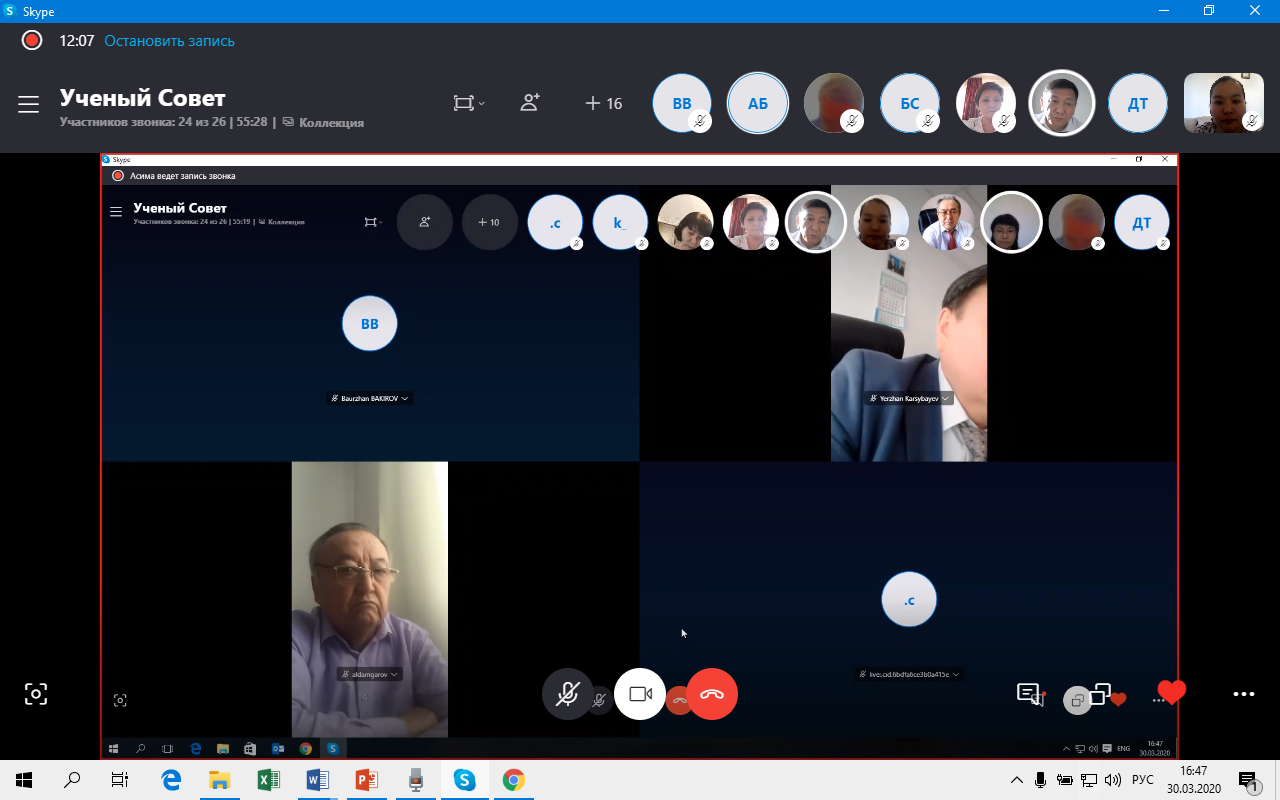 Skype
12:07 Остановить запись
Ученый Совет
Участников звонка: 24 из 26 | 55:28 | Коллекция
+ 16
ВВ
АБ
БС
ДТ
Skype
Асима ведет запись звонка
Ученый Совет
Участников звонка: 24 из 26 | 55:19 | Коллекция
+ 10
.с
k_
ДТ
BB
Baurzhan BAKIROV
Yerzhan Karsybayev
aldamgarov
.c
ENG
16:47
30.03.2020
РУС
16:47
30.03.2020
1